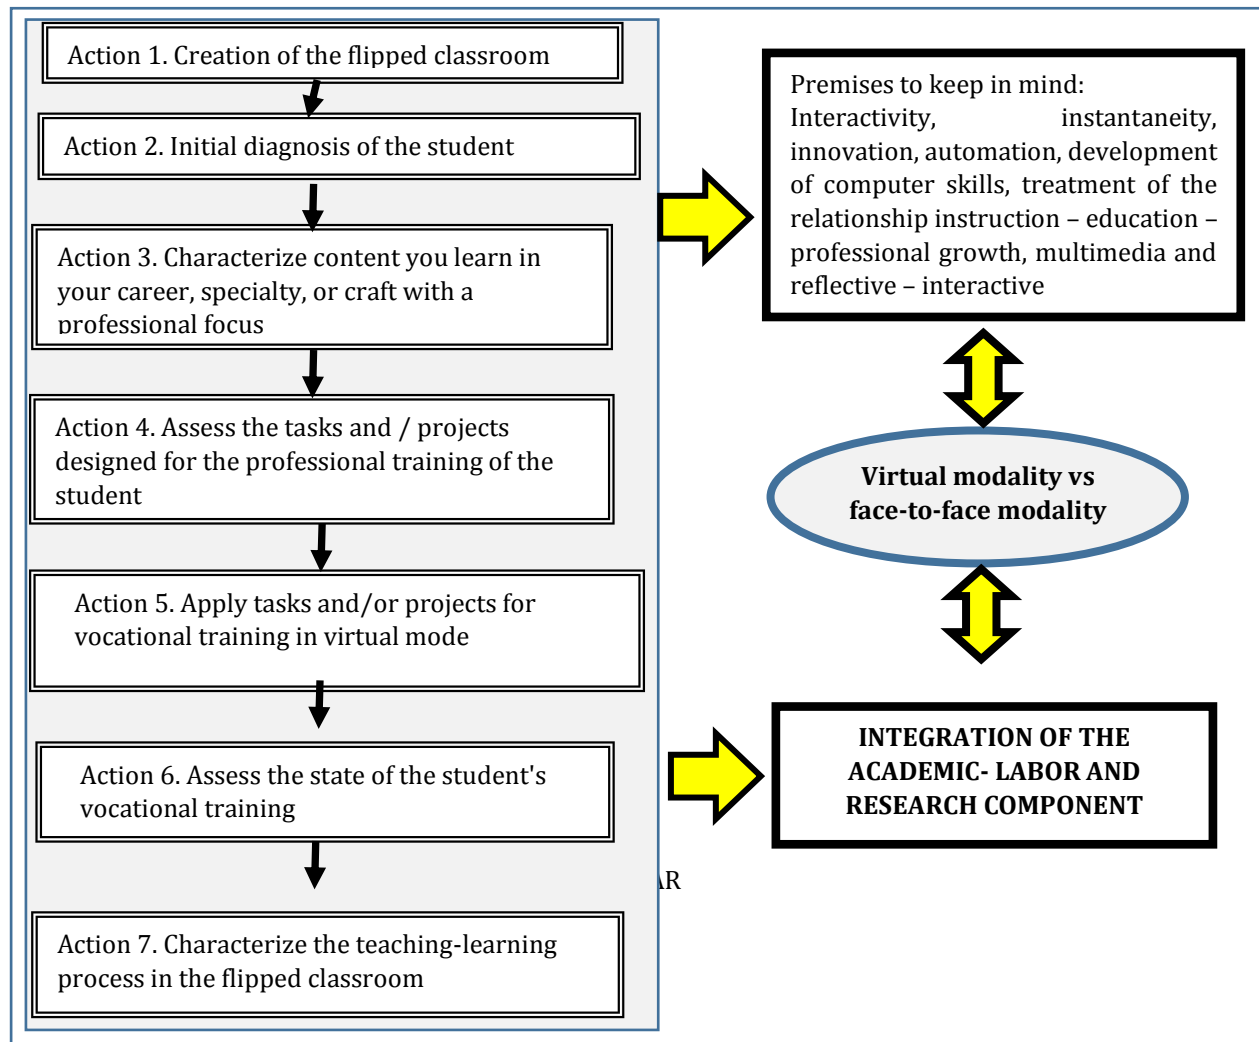 Action 1. Creation of the flipped classroom
Action 2. Initial diagnosis of the student
Action 3. Characterize content you learn in
your career, specialty, or craft with a
professional focus
Action 4. Assess the tasks and / projects
designed for the professional training of the
student
Action 5. Apply tasks and/or projects for
vocational training in virtual mode
Action 6. Assess the state of the student's
vocational training
Action 7. Characterize the teaching-learning
process in the flipped classroom
Premises to keep in mind:
Interactivity, instantaneity,
innovation, automation, development
of computer skills, treatment of the
relationship instruction – education –
professional growth, multimedia and
reflective – interactive
Virtual modality vs
face-to-face modality
INTEGRATION OF THE
ACADEMIC- LABOR AND
RESEARCH COMPONENT